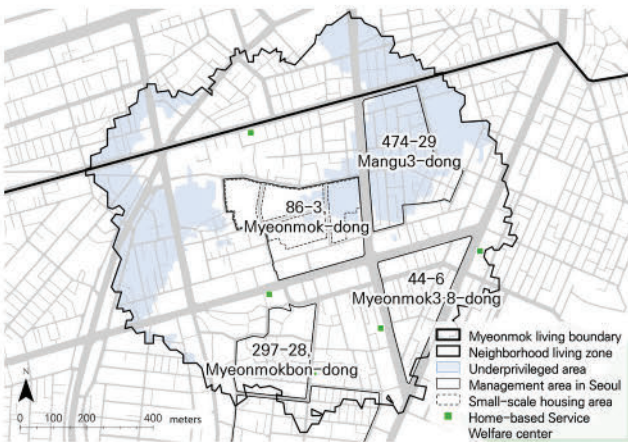 474-29
Mangu3-dong
86-3,
Myeonmok-dong
44-6
Myeonmok3·8-dong
297-28,
Myeonmokbon-dong
N
0 100 200 400 meters
Myeonmok living boundary
Neighborhood living zone
Underprivileged area
Management area in Seoul
Small-scale housing area
Home-based Service
Welfare center